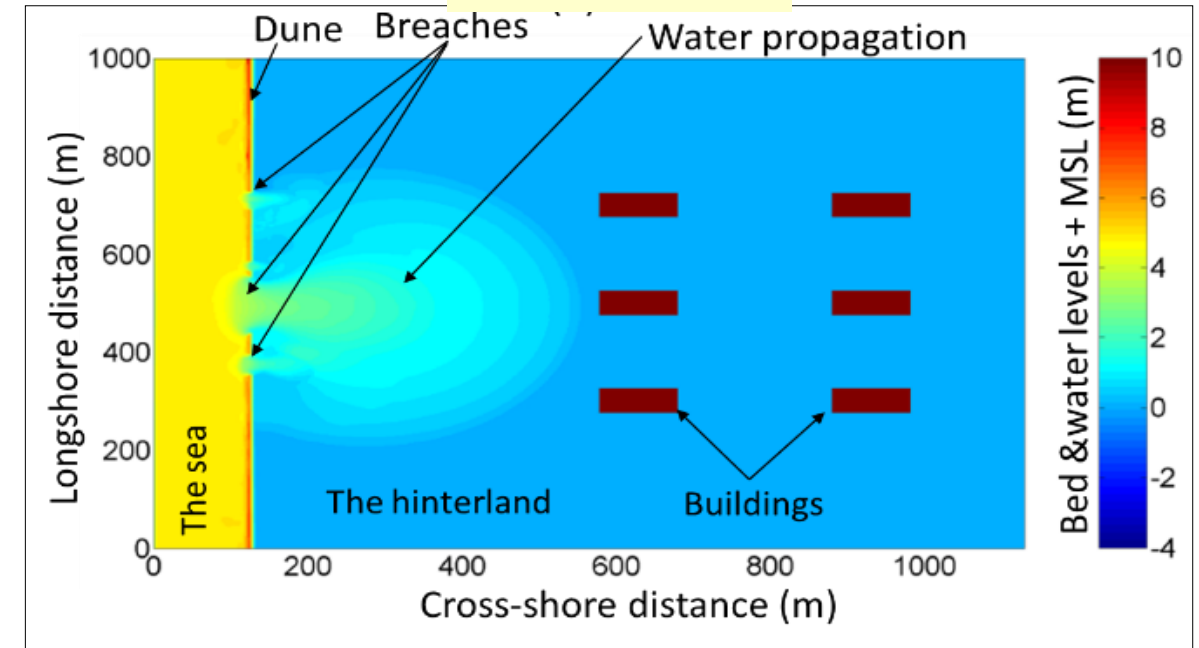 Dune
Breaches
Water propagation
1000
800
600
400
200
0
Longshore distance (m)
The sea
The hinterland
Buildings
0 200 400 600 800 1000
Cross-shore distance (m)
Bed &water levels + MSL (m)
10
8
6
4
2
0
-2
-4